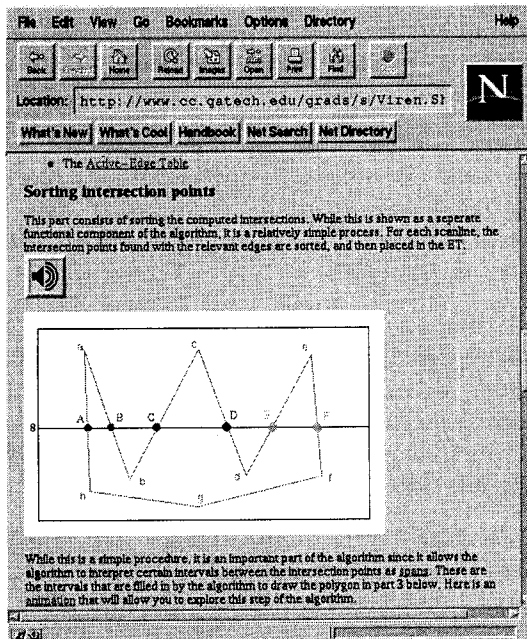 File Edit View Go Bookmarks Options Directory Help
Back Home Reload Images Open Print Find
N
Location: http://www.cc.gatech.edu/grads/s/Viren.Sh
What's New! What's Cool! Handbook Net Search Net Directory
The Active-Edge Table
Sorting intersection points
This part consists of sorting the computed intersections. While this is shown as a seperate
functional component of the algorithm, it is a relatively simple process. For each scanline, the
intersection points found with the relevant edges are sorted, and then placed in the ET.
a c e
8 A B C D E F
b d f
h g
While this is a simple procedure, it is an important part of the algorithm since it allows the
algorithm to interpret certain intervals between the intersection points as spans. These are
the intervals that are filled in by the algorithm to draw the polygon in part 3 below. Here is an
animation that will allow you to explore this step of the algorithm.